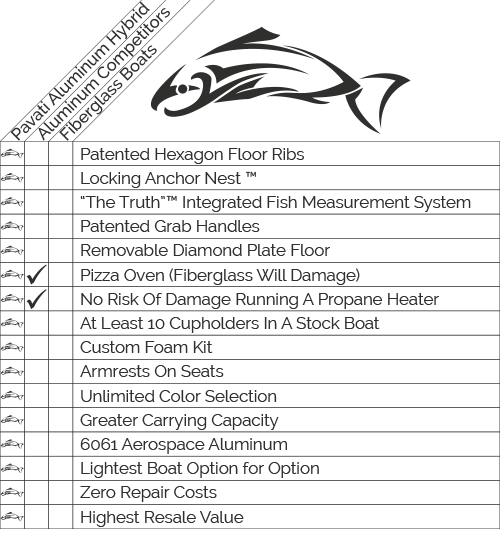 Pavati Aluminum Hybrid
Aluminum Competitors
Fiberglass Boats
Patented Hexagon Floor Ribs
Locking Anchor Nest ™
"The Truth"™ Integrated Fish Measurement System
Patented Grab Handles
Removable Diamond Plate Floor
Pizza Oven (Fiberglass Will Damage)
No Risk Of Damage Running A Propane Heater
At Least 10 Cupholders In A Stock Boat
Custom Foam Kit
Armrests On Seats
Unlimited Color Selection
Greater Carrying Capacity
6061 Aerospace Aluminum
Lightest Boat Option for Option
Zero Repair Costs
Highest Resale Value